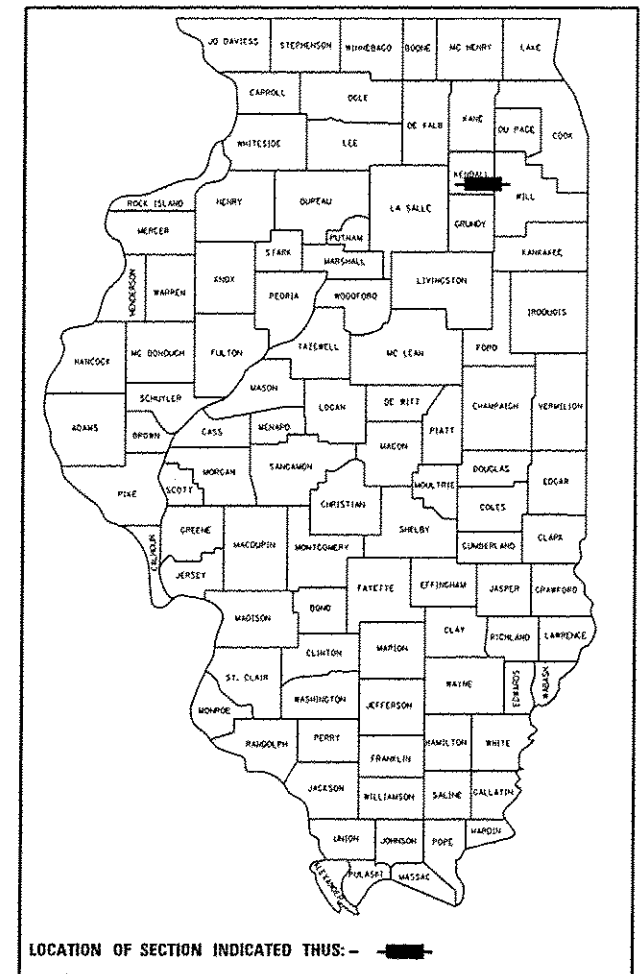 JO DAVIESS STEPHENSON WINNEBAGO BOONE MC HENRY LAKE
CARROLL OGLE DE KALB KANE DU PAGE COOK
WHITESIDE LEE
KENDALL
ROCK ISLAND HENRY BUREAU LA SALLE GRUNDY WILL
MERCER PUTNAM
STARK MARSHALL KANKAKEE
HENDERSON WARREN KNOX PEORIA WOODFORD LIVINGSTON IROQUOIS
HANCOCK MC DONOUGH FULTON TAZEWELL MC LEAN FORD
MASON
SCHUYLER LOGAN DE WITT CHAMPAIGN VERMILION
ADAMS BROWN CASS MENARD MACON PIATT
MORGAN SANGAMON DOUGLAS
PIKE SCOTT CHRISTIAN MOULTRIE COLES EDGAR
GREENE SHELBY
CALHOUN MACOUPIN MONTGOMERY CUMBERLAND CLARK
JERSEY
FAYETTE EFFINGHAM JASPER CRAWFORD
MADISON BOND
CLAY RICHLAND LAWRENCE
CLINTON MARION
ST. CLAIR WAYNE EDWARDS WABASH
WASHINGTON JEFFERSON
MONROE
RANDOLPH PERRY HAMILTON WHITE
FRANKLIN
JACKSON WILLIAMSON SALINE GALLATIN
UNION JOHNSON POPE HARDIN
ALEXANDER PULASKI MASSAC
LOCATION OF SECTION INDICATED THUS: -